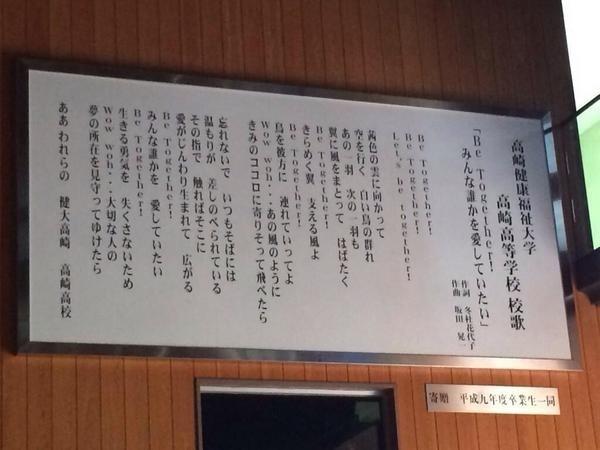 高崎健康福祉大学
高崎高等学校 校歌
「Be Together!
みんな誰かを愛していたい」
作詞 冬杜花代子
作曲 坂田 晃一
Be Together!
Be Together!
Let,s be together!
茜色の雲に向かって
空を行く 白い鳥の群れ
あの一羽 次の一羽も
翼に風をまとって はばたく
Be Together!
きらめく翼 支える風よ
Be Together!
鳥を彼方に 連れていってよ
Wow woh・・・あの風のように
きみのココロに寄りそって飛べたら
忘れないで いつもそばには
温もりが 差しのべられている
その指で 触ればそこに
愛がじんわり生まれて 広がる
Be Together!
みんな誰かを 愛していたい
Be Together!
生きる勇気を 失くさないため
Wow woh・・・大切な人の
夢の所在を見守ってゆけたら
ああわれらの 健大高崎 高崎高校
寄贈 平成九年度卒業生一同